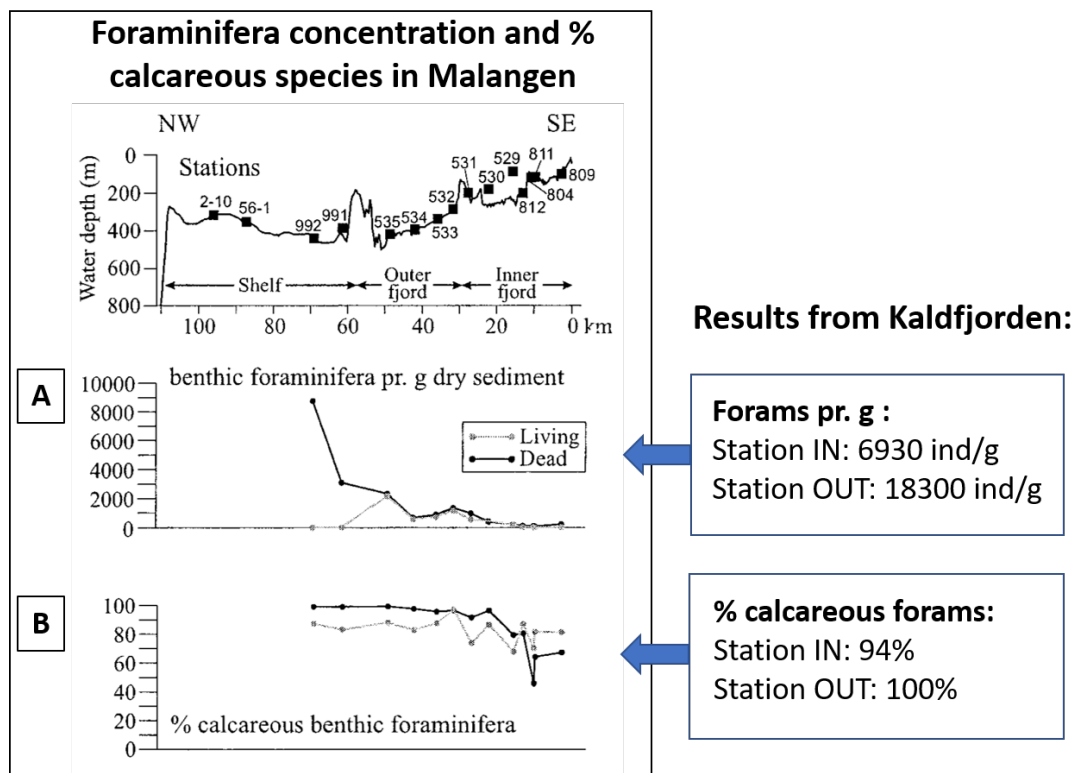 Foraminifera concentration and %
calcareous species in Malangen
NW
SE
Water depth (m)
0
200
400
600
800
Stations
2-10
56-1
992
991
535
534
533
532
531
530
529
812
811
804
809
Shelf
Outer
fjord
Inner
fjord
100 80 60 40 20 0 km
A
benthic foraminifera pr. g dry sediment
10000
8000
6000
4000
2000
0
Living
Dead
B
100
80
60
40
20
0
% calcareous benthic foraminifera
Results from Kaldfjorden:
Forams pr. g :
Station IN: 6930 ind/g
Station OUT: 18300 ind/g
% calcareous forams:
Station IN: 94%
Station OUT: 100%